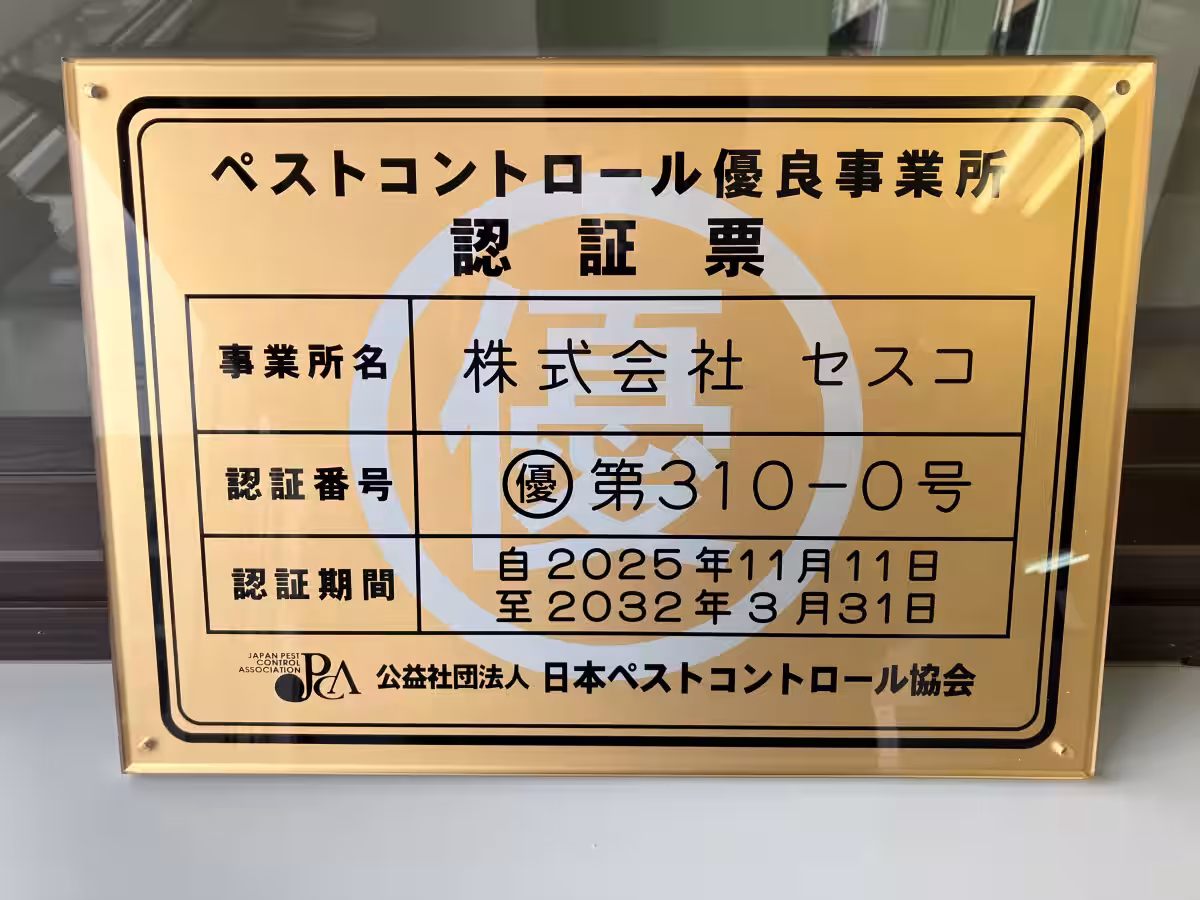 ペストコントロール優良事業所
認証票
事業所名 株式会社 セスコ
認証番号 ㊝第310-0号
認証期間 自2025年11月11日
至2032年3月31日
JAPAN PEST
CONTROL
ASSOCIATION
JPCA 公益社団法人 日本ペストコントロール協会
優